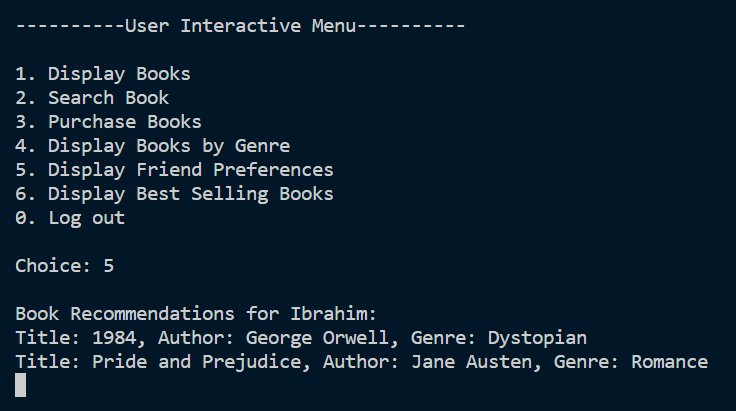 ----------User Interactive Menu----------
1. Display Books
2. Search Book
3. Purchase Books
4. Display Books by Genre
5. Display Friend Preferences
6. Display Best Selling Books
0. Log out
Choice: 5
Book Recommendations for Ibrahim:
Title: 1984, Author: George Orwell, Genre: Dystopian
Title: Pride and Prejudice, Author: Jane Austen, Genre: Romance